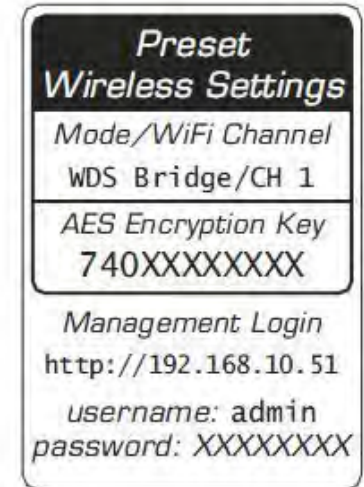 Preset
Wireless Settings
Mode/WiFi Channel
WDS Bridge/CH 1
AES Encryption Key
740XXXXXXXX
Management Login
http://192.168.10.51
username: admin
password: XXXXXXXX